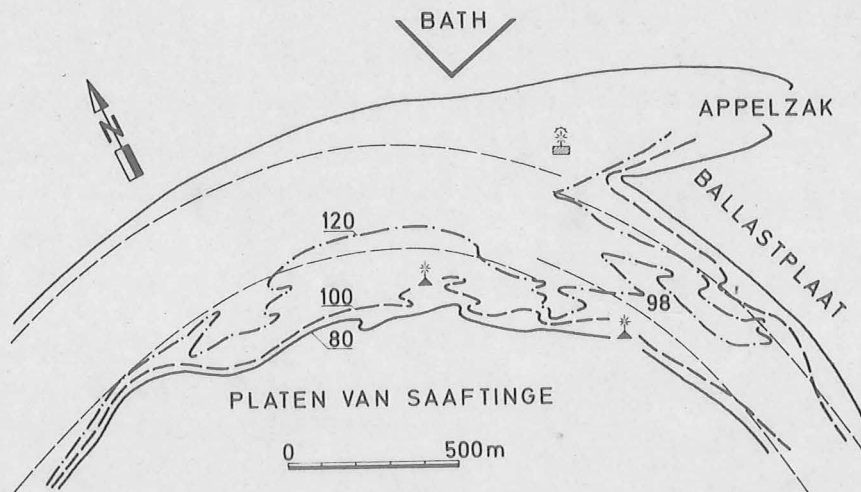 BATH
APPELZAK
N
BALLASTPLAAT
120
100
98
80
PLATEN VAN SAAFTINGE
0 500m